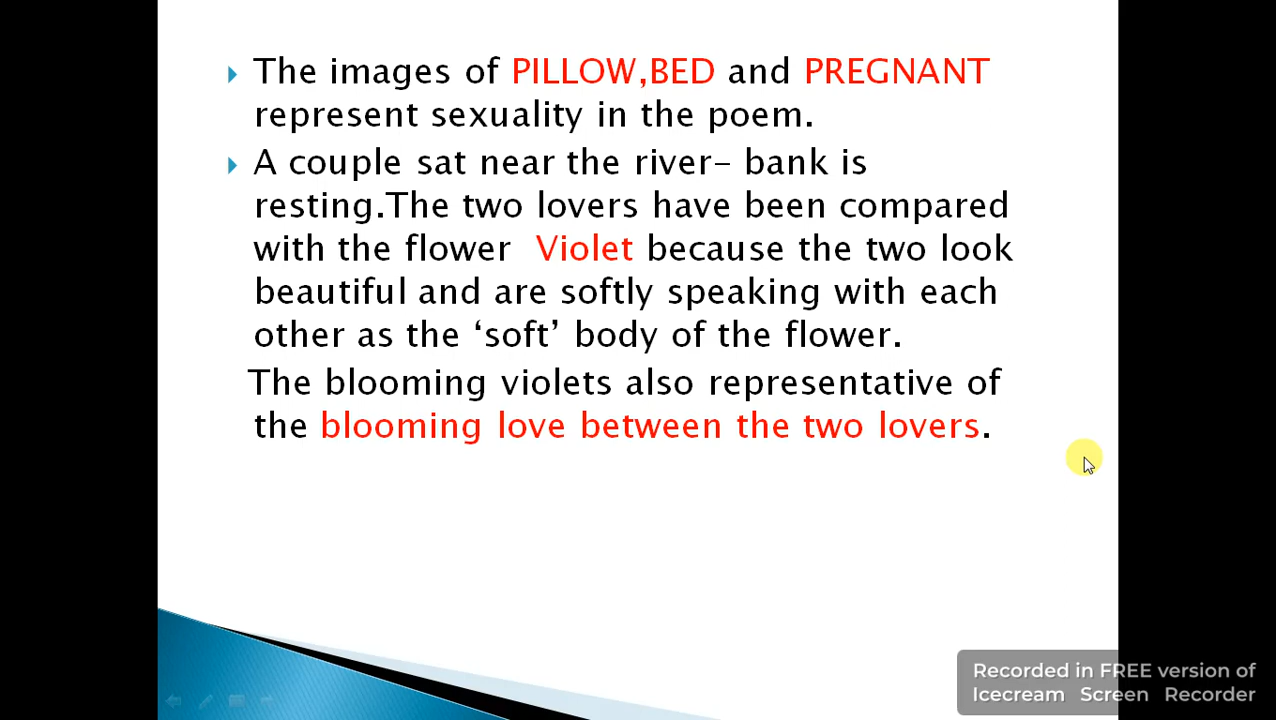 The images of PILLOW,BED and PREGNANT
represent sexuality in the poem.
A couple sat near the river- bank is
resting.The two lovers have been compared
with the flower Violet because the two look
beautiful and are softly speaking with each
other as the ‘soft’ body of the flower.
The blooming violets also representative of
the blooming love between the two lovers.
Recorded in FREE version of
Icecream Screen Recorder